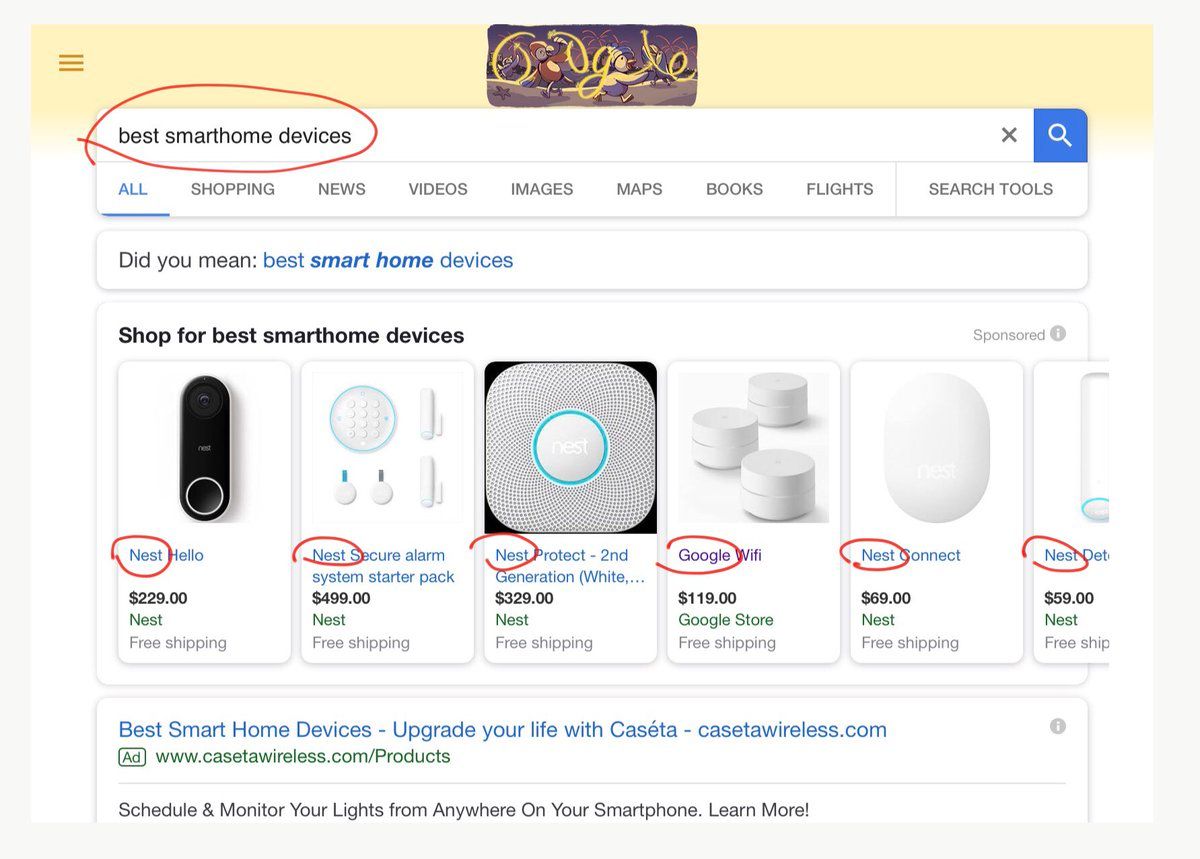 Google
best smarthome devices
ALL SHOPPING NEWS VIDEOS IMAGES MAPS BOOKS FLIGHTS SEARCH TOOLS
Did you mean: best smart home devices
Shop for best smarthome devices
Sponsored
nest
nest
nest
Nest Hello
$229.00
Nest
Free shipping
Nest Secure alarm
system starter pack
$499.00
Nest
Free shipping
Nest Protect - 2nd
Generation (White,...
$329.00
Nest
Free shipping
Google Wifi
$119.00
Google Store
Free shipping
Nest Connect
$69.00
Nest
Free shipping
Nest Det
$59.00
Nest
Free ship
Best Smart Home Devices - Upgrade your life with Caséta - casetawireless.com
Ad www.casetawireless.com/Products
Schedule & Monitor Your Lights from Anywhere On Your Smartphone. Learn More!